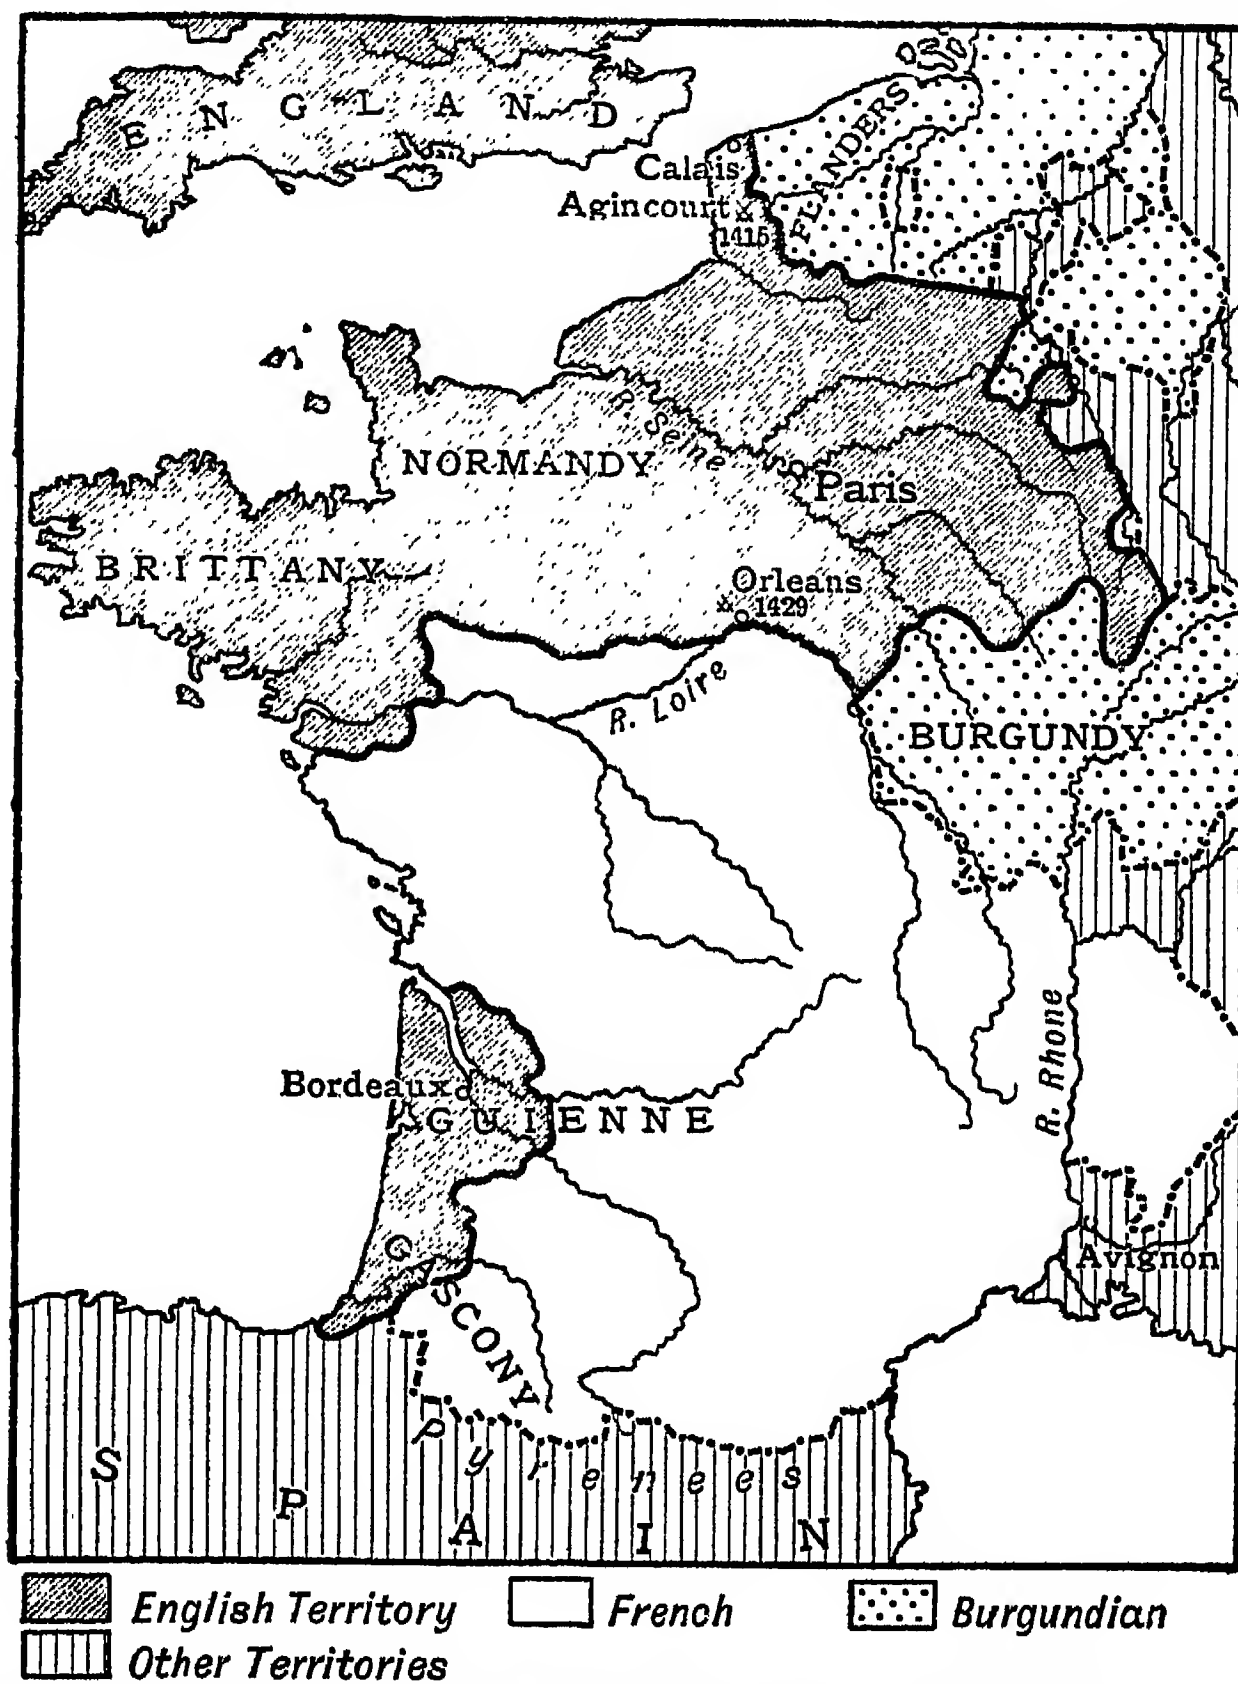 ENGLAND
Calais
FLANDERS
Agincourt
1415
R. Seine
NORMANDY
Paris
BRITTANY
Orleans
1429
R. Loire
BURGUNDY
R. Rhone
Bordeaux
GUIENNE
GASCONY
Avignon
Pyrenees
SPAIN
English Territory
French
Burgundian
Other Territories